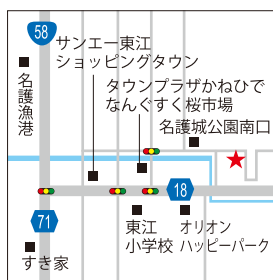 58
サンエー東江
ショッピングタウン
名護漁港
タウンプラザかねひで
なんぐすく桜市場
名護城公園南口
18
71
東江
小学校
オリオン
ハッピーパーク
すき家